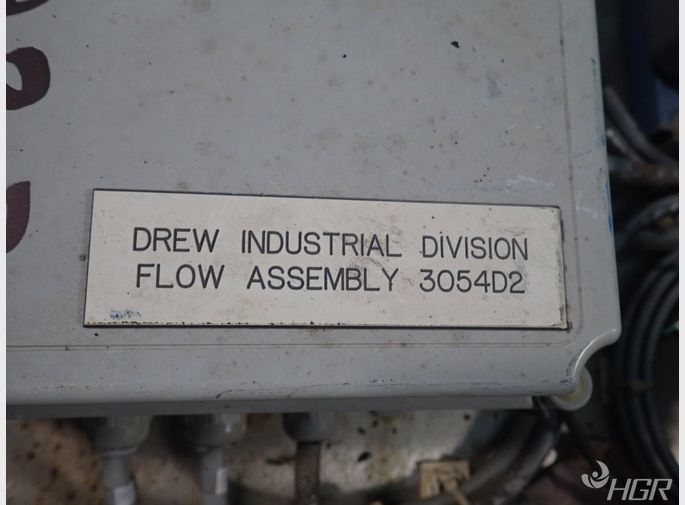 DREW INDUSTRIAL DIVISION
FLOW ASSEMBLY 3054D2
HGR